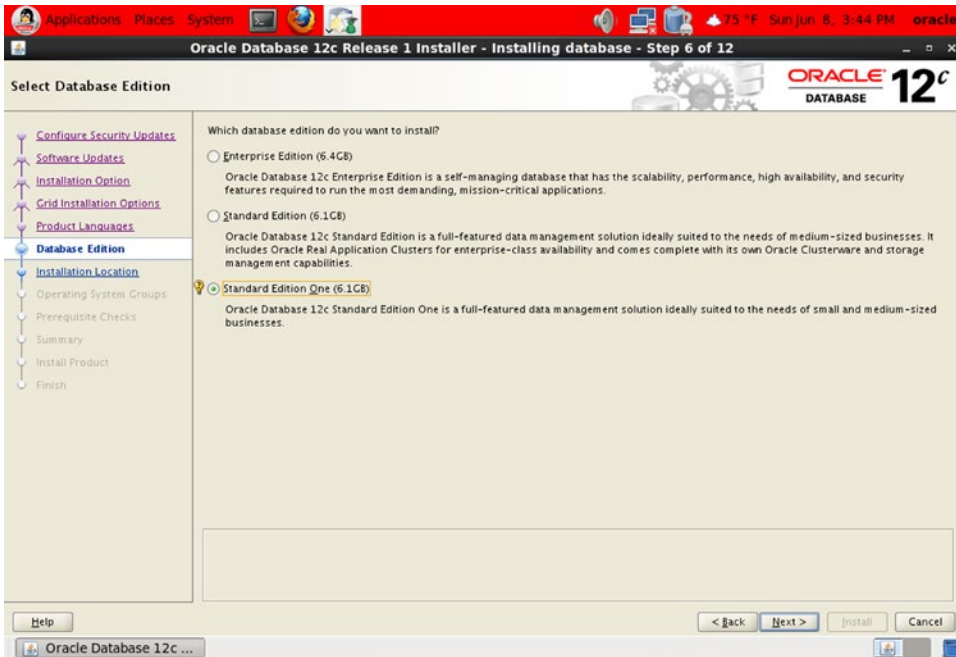 Applications Places System
75 °F Sun Jun 8, 3:44 PM oracle
Oracle Database 12c Release 1 Installer - Installing database - Step 6 of 12
Select Database Edition
ORACLE
DATABASE
12c
Configure Security Updates
Software Updates
Installation Option
Grid Installation Options
Product Languages
Database Edition
Installation Location
Operating System Groups
Prerequisite Checks
Summary
Install Product
Finish
Which database edition do you want to install?
Enterprise Edition (6.4GB)
Oracle Database 12c Enterprise Edition is a self-managing database that has the scalability, performance, high availability, and security
features required to run the most demanding, mission-critical applications.
Standard Edition (6.1GB)
Oracle Database 12c Standard Edition is a full-featured data management solution ideally suited to the needs of medium-sized businesses. It
includes Oracle Real Application Clusters for enterprise-class availability and comes complete with its own Oracle Clusterware and storage
management capabilities.
Standard Edition One (6.1GB)
Oracle Database 12c Standard Edition One is a full-featured data management solution ideally suited to the needs of small and medium-sized
businesses.
Help
< Back
Next >
Install
Cancel
Oracle Database 12c ...